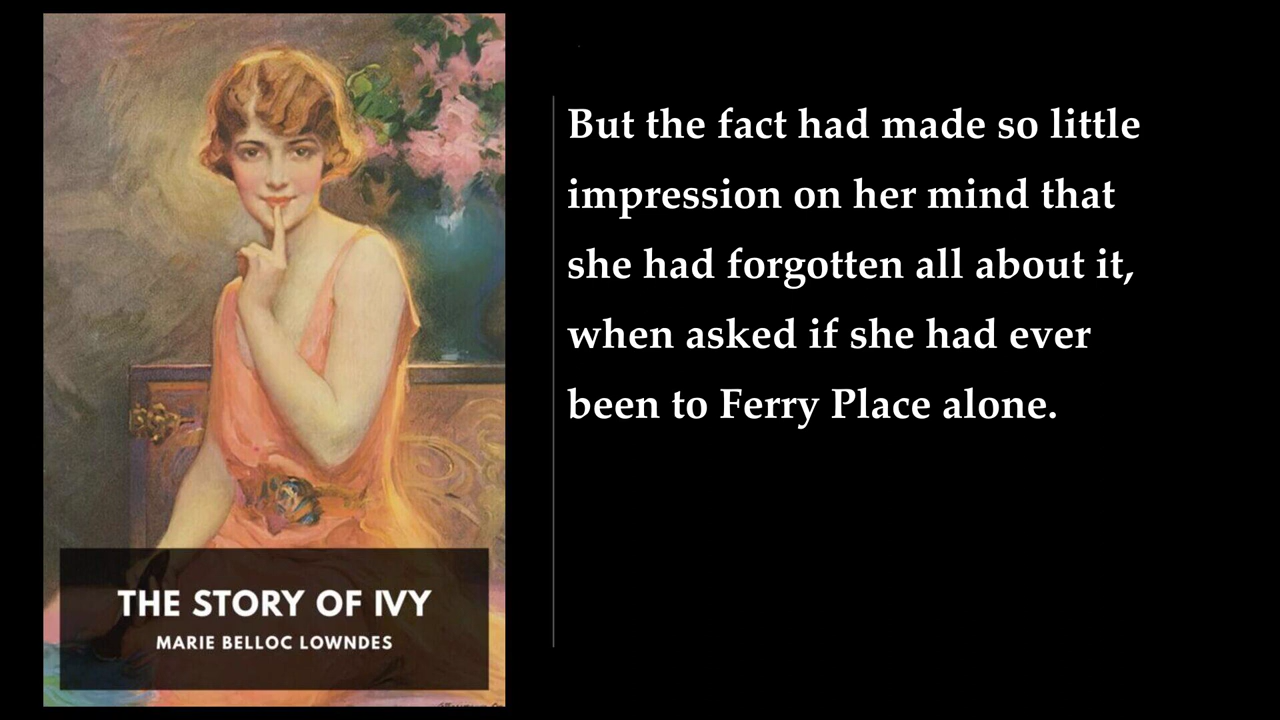 But the fact had made so little
impression on her mind that
she had forgotten all about it,
when asked if she had ever
been to Ferry Place alone.
THE STORY OF IVY
MARIE BELLOC LOWNDES